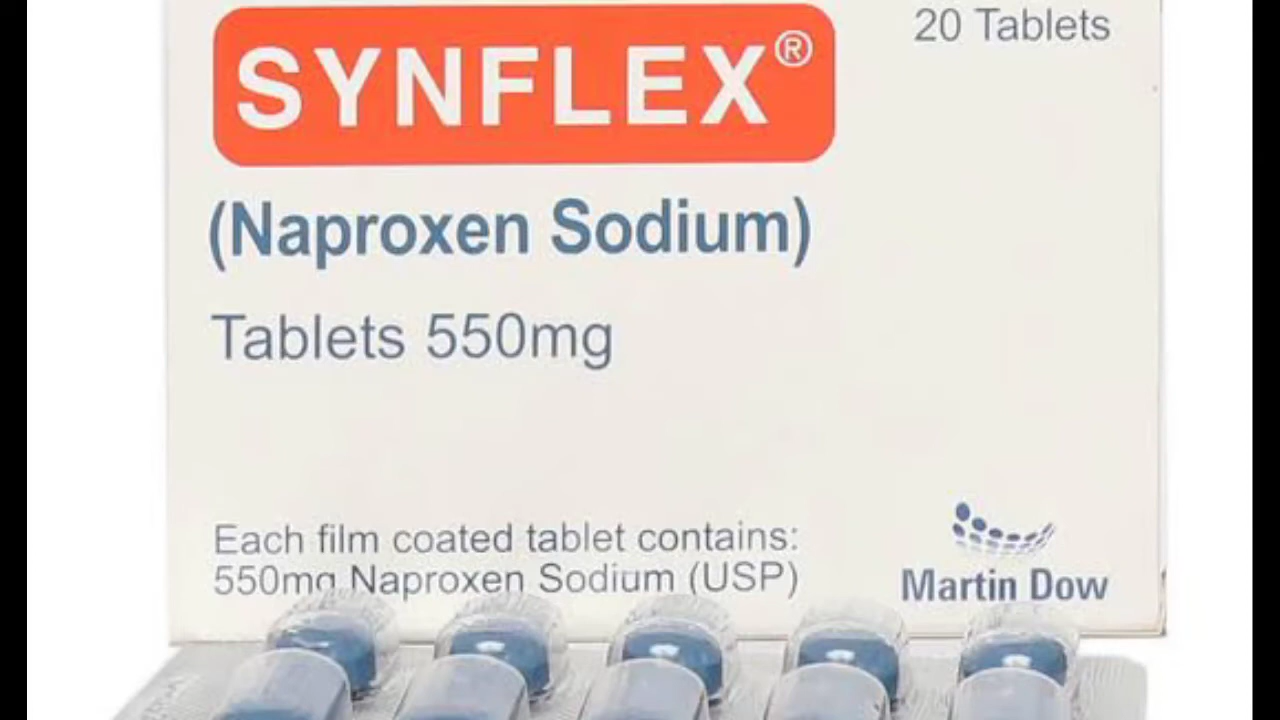 20 Tablets
SYNFLEX®
(Naproxen Sodium)
Tablets 550mg
Each film coated tablet contains:
550mg Naproxen Sodium (USP)
Martin Dow